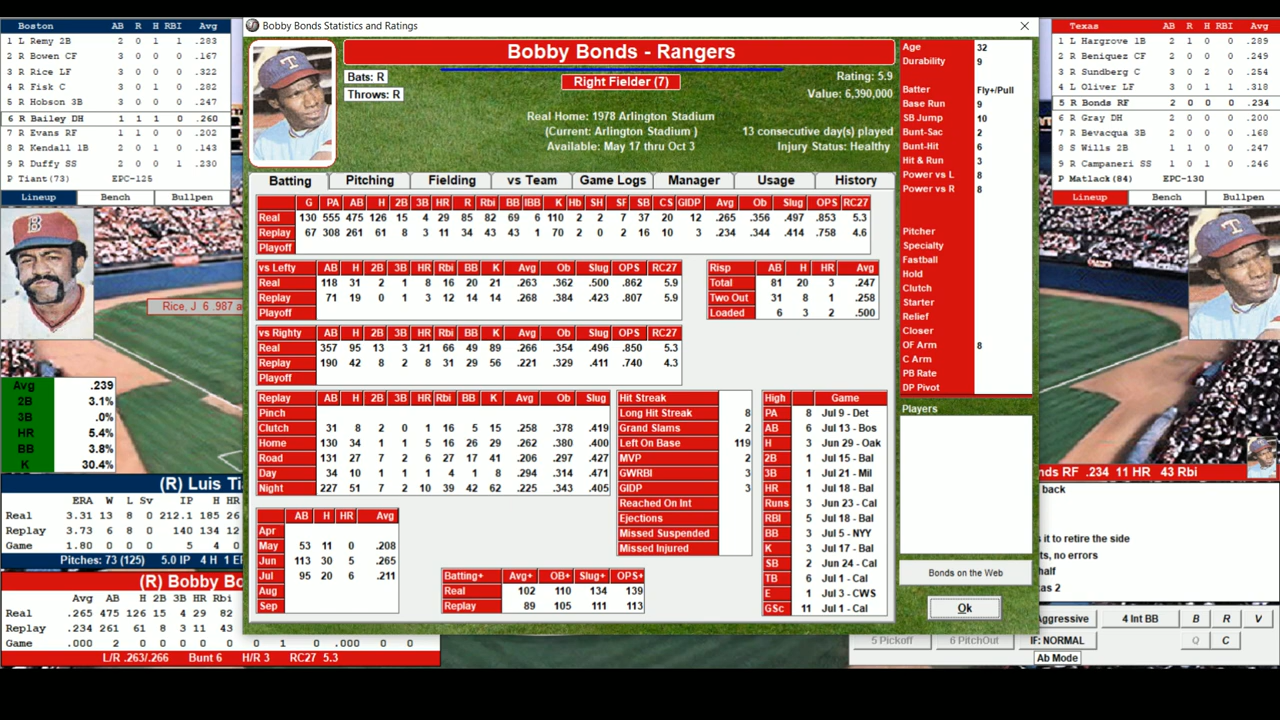 Bobby Bonds Statistics and Ratings
Boston AB R H RBI Avg
1 L Remy 2B 2 0 1 1 .283
2 R Bowen CF 3 0 0 0 .167
3 R Rice LF 3 0 0 0 .322
4 R Fisk C 3 0 1 0 .282
5 R Hobson 3B 3 0 0 0 .247
6 R Bailey DH 1 1 1 0 .260
7 R Evans RF 1 1 0 0 .202
8 R Kendall 1B 2 0 1 0 .143
9 R Duffy SS 2 0 0 1 .230
P Tiant(73) EPC-125
Lineup Bench Bullpen
Rice, J 6 .987 a
Avg .239
2B 3.1%
3B .0%
HR 5.4%
BB 3.8%
K 30.4%
(R) Luis Tia
ERA W L Sv IP H HR
Real 3.31 13 8 0 212.1 185 26
Replay 3.73 6 8 0 140 134 12
Game 1.80 0 0 0 5 4 0
Pitches: 73 (125) 5.0 IP 4 H 1 E
(R) Bobby Bo
Avg AB H 2B 3B HR RBI
Real .265 475 126 15 4 29 82
Replay .234 261 61 8 3 11 43
Game .000 2 0 0 0 0 0 0 1 .000 0 0
L/R .263/.266 Bunt 6 H/R 3 RC27 5.3
Bobby Bonds - Rangers
Bats: R
Throws: R
Right Fielder (7)
Rating: 5.9
Value: 6,390,000
Real Home: 1978 Arlington Stadium
(Current: Arlington Stadium )
Available: May 17 thru Oct 3
13 consecutive day(s) played
Injury Status: Healthy
Batting Pitching Fielding vs Team Game Logs Manager Usage History
G PA AB H 2B 3B HR R Rbi BB IBB K Hb SH SF SB CS GIDP Avg Ob Slug OPS RC27
Real 130 555 475 126 15 4 29 85 82 69 6 110 2 2 7 37 20 12 .265 .356 .497 .853 5.3
Replay 67 308 261 61 8 3 11 34 43 43 1 70 2 0 2 16 10 3 .234 .344 .414 .758 4.6
Playoff
vs Lefty AB H 2B 3B HR Rbi BB K Avg Ob Slug OPS RC27
Real 118 31 2 1 8 16 20 21 .263 .362 .500 .862 5.9
Replay 71 19 0 1 3 12 14 14 .268 .384 .423 .807 5.9
Playoff
Risp AB H HR Avg
Total 81 20 3 .247
Two Out 31 8 1 .258
Loaded 6 3 2 .500
vs Righty AB H 2B 3B HR Rbi BB K Avg Ob Slug OPS RC27
Real 357 95 13 3 21 66 49 89 .266 .354 .496 .850 5.3
Replay 190 42 8 2 8 31 29 56 .221 .329 .411 .740 4.3
Playoff
Replay AB H 2B 3B HR Rbi BB K Avg Ob Slug
Pinch
Clutch 31 8 2 0 1 16 5 15 .258 .378 .419
Home 130 34 1 1 5 16 26 29 .262 .380 .400
Road 131 27 7 2 6 27 17 41 .206 .297 .427
Day 34 10 1 1 1 4 1 8 .294 .314 .471
Night 227 51 7 2 10 39 42 62 .225 .343 .405
Hit Streak
Long Hit Streak 8
Grand Slams 2
Left On Base 119
MVP 2
GWRBI 3
GIDP 3
Reached On Int
Ejections
Missed Suspended
Missed Injured
High Game
PA 8 Jul 9 - Det
AB 6 Jul 13 - Bos
H 3 Jun 29 - Oak
2B 1 Jul 15 - Bal
3B 1 Jul 21 - Mil
HR 1 Jul 18 - Bal
Runs 3 Jun 23 - Cal
RBI 5 Jul 18 - Bal
BB 3 Jul 5 - NYY
K 3 Jul 17 - Bal
SB 2 Jun 24 - Cal
TB 6 Jul 1 - Cal
E 1 Jul 3 - CWS
GSc 11 Jul 1 - Cal
AB H HR Avg
Apr
May 53 11 0 .208
Jun 113 30 5 .265
Jul 95 20 6 .211
Aug
Sep
Batting+ Avg+ OB+ Slug+ OPS+
Real 102 110 134 139
Replay 89 105 111 113
Age 32
Durability 9
Batter Fly+/Pull
Base Run 9
SB Jump 10
Bunt-Sac 2
Bunt-Hit 6
Hit & Run 3
Power vs L 8
Power vs R 8
Pitcher
Specialty
Fastball
Hold
Clutch
Starter
Relief
Closer
OF Arm 8
C Arm
PB Rate
DP Pivot
Players
Bonds on the Web
Ok
Texas AB R H RBI Avg
1 L Hargrove 1B 2 1 0 0 .289
2 R Beniquez CF 2 0 0 0 .249
3 R Sundberg C 3 0 2 0 .254
4 L Oliver LF 3 0 1 1 .318
5 R Bonds RF 2 0 0 0 .234
6 R Gray DH 2 0 0 0 .200
7 R Bevacqua 3B 2 0 0 0 .248
8 S Wills 2B 2 0 0 0 .247
9 R Campaneri SS 1 0 1 0 .246
P Matlack(84) EPC-130
Lineup Bench Bullpen
nds RF .234 11 HR 43 Rbi
back
s it to retire the side
ts, no errors
half
as 2
Aggressive 4 Int BB B R V
5 Pickoff 6 PitchOut IF: NORMAL Q C
Ab Mode